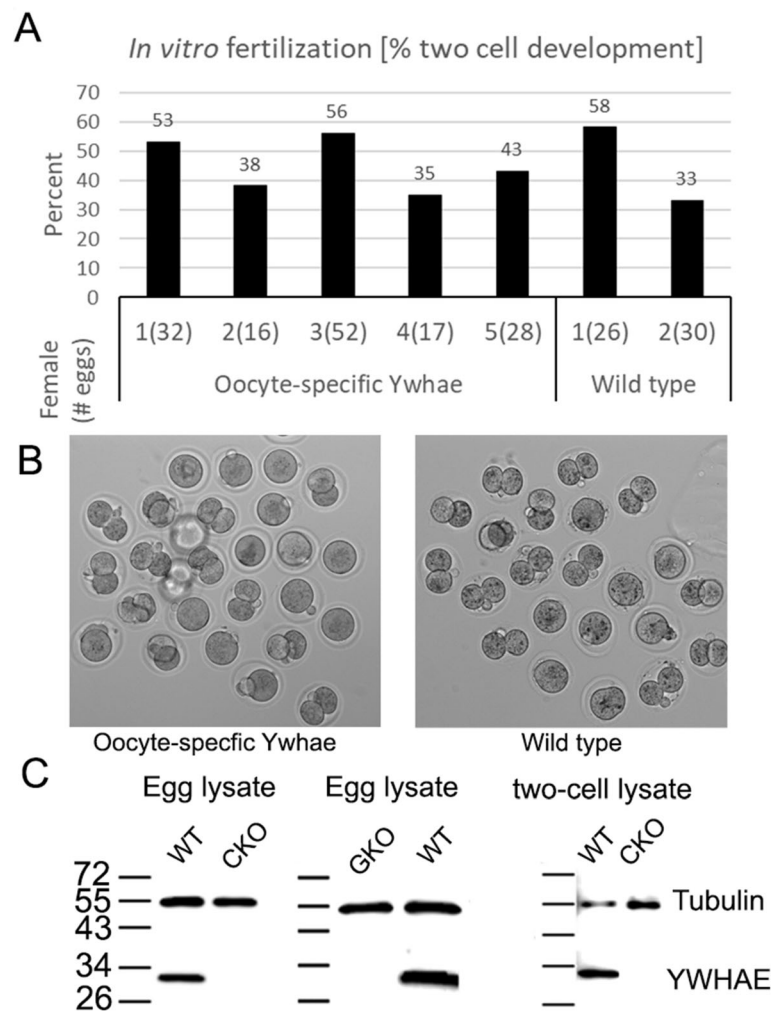 A
In vitro fertilization [% two cell development]
70
60
50
40
30
20
10
0
Percent
53
38
56
35
43
58
33
Female
(# eggs)
1(32) 2(16) 3(52) 4(17) 5(28) 1(26) 2(30)
Oocyte-specific Ywhae Wild type
B
Oocyte-specfic Ywhae Wild type
C
Egg lysate Egg lysate two-cell lysate
WT CKO GKO WT WT CKO
72
55 Tubulin
43
34
YWHAE
26